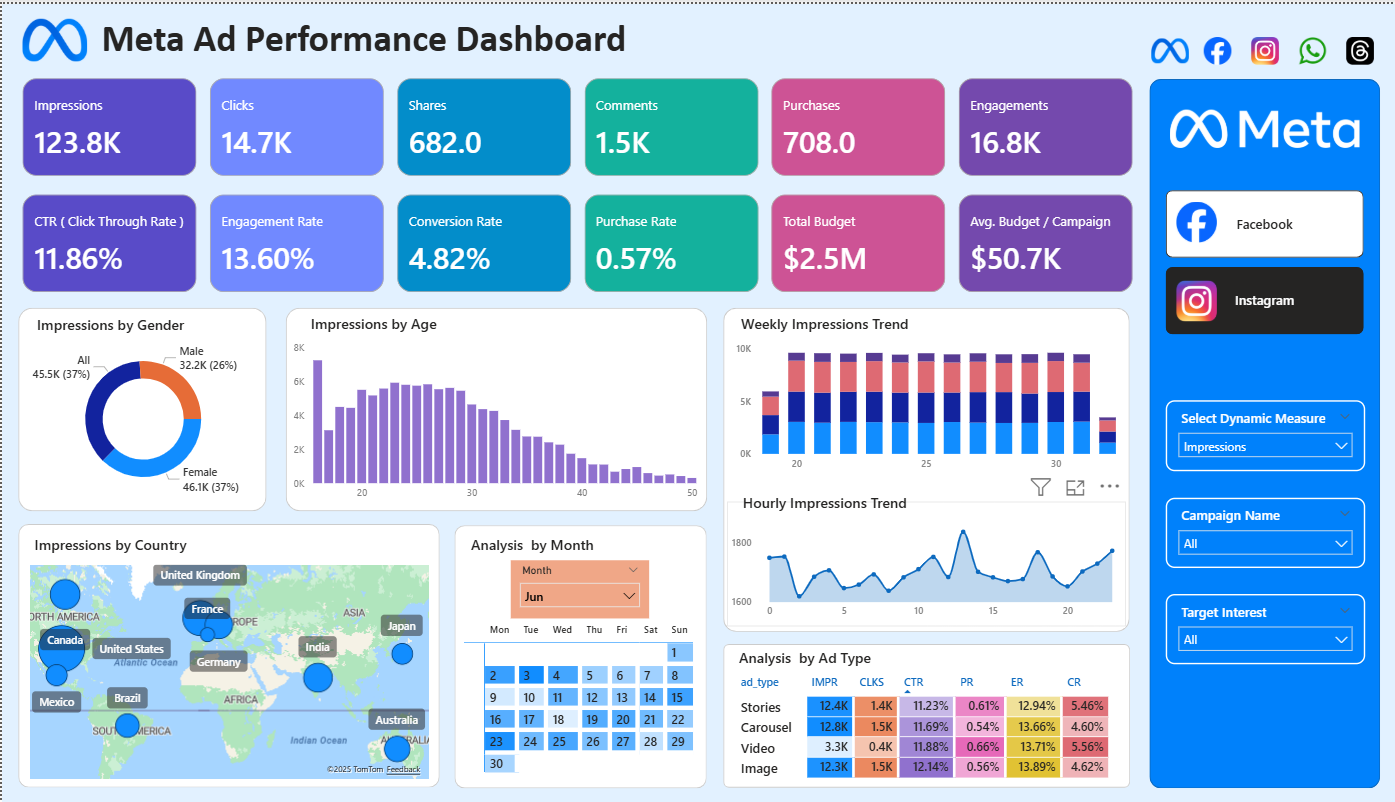 Meta Ad Performance Dashboard
Impressions
123.8K
Clicks
14.7K
Shares
682.0
Comments
1.5K
Purchases
708.0
Engagements
16.8K
CTR ( Click Through Rate )
11.86%
Engagement Rate
13.60%
Conversion Rate
4.82%
Purchase Rate
0.57%
Total Budget
$2.5M
Avg. Budget / Campaign
$50.7K
Meta
Facebook
Instagram
Select Dynamic Measure
Impressions
Campaign Name
All
Target Interest
All
Impressions by Gender
All
45.5K (37%)
Male
32.2K (26%)
Female
46.1K (37%)
Impressions by Age
8K
6K
4K
2K
0K
20
30
40
50
Weekly Impressions Trend
10K
5K
0K
20
25
30
Hourly Impressions Trend
1800
1600
0
5
10
15
20
Impressions by Country
United Kingdom
France
ASIA
Japan
Canada
United States
Atlantic Ocean
Germany
India
Mexico
Brazil
AFRICA
Indian Ocean
Australia
©2025 TomTom Feedback
Analysis by Month
Month
Jun
Mon Tue Wed Thu Fri Sat Sun
1
2 3 4 5 6 7 8
9 10 11 12 13 14 15
16 17 18 19 20 21 22
23 24 25 26 27 28 29
30
Analysis by Ad Type
ad_type IMPR CLKS CTR PR ER CR
Stories 12.4K 1.4K 11.23% 0.61% 12.94% 5.46%
Carousel 12.8K 1.5K 11.69% 0.54% 13.66% 4.60%
Video 3.3K 0.4K 11.88% 0.66% 13.71% 5.56%
Image 12.3K 1.5K 12.14% 0.56% 13.89% 4.62%